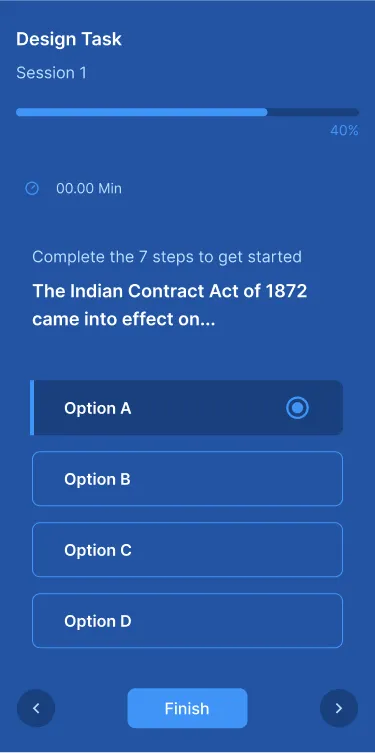 Design Task
Session 1
40%
00.00 Min
Complete the 7 steps to get started
The Indian Contract Act of 1872
came into effect on...
Option A
Option B
Option C
Option D
Finish